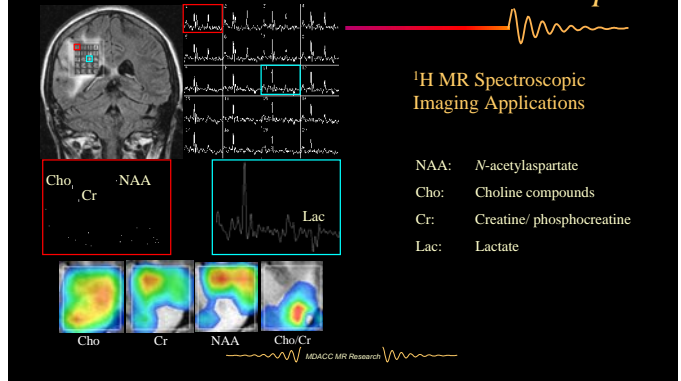 ¹H MR Spectroscopic
Imaging Applications
NAA: N-acetylaspartate
Cho: Choline compounds
Cr: Creatine/ phosphocreatine
Lac: Lactate
Cho
Cr
NAA
Lac
Cho
Cr
NAA
Cho/Cr
MDACC MR Research